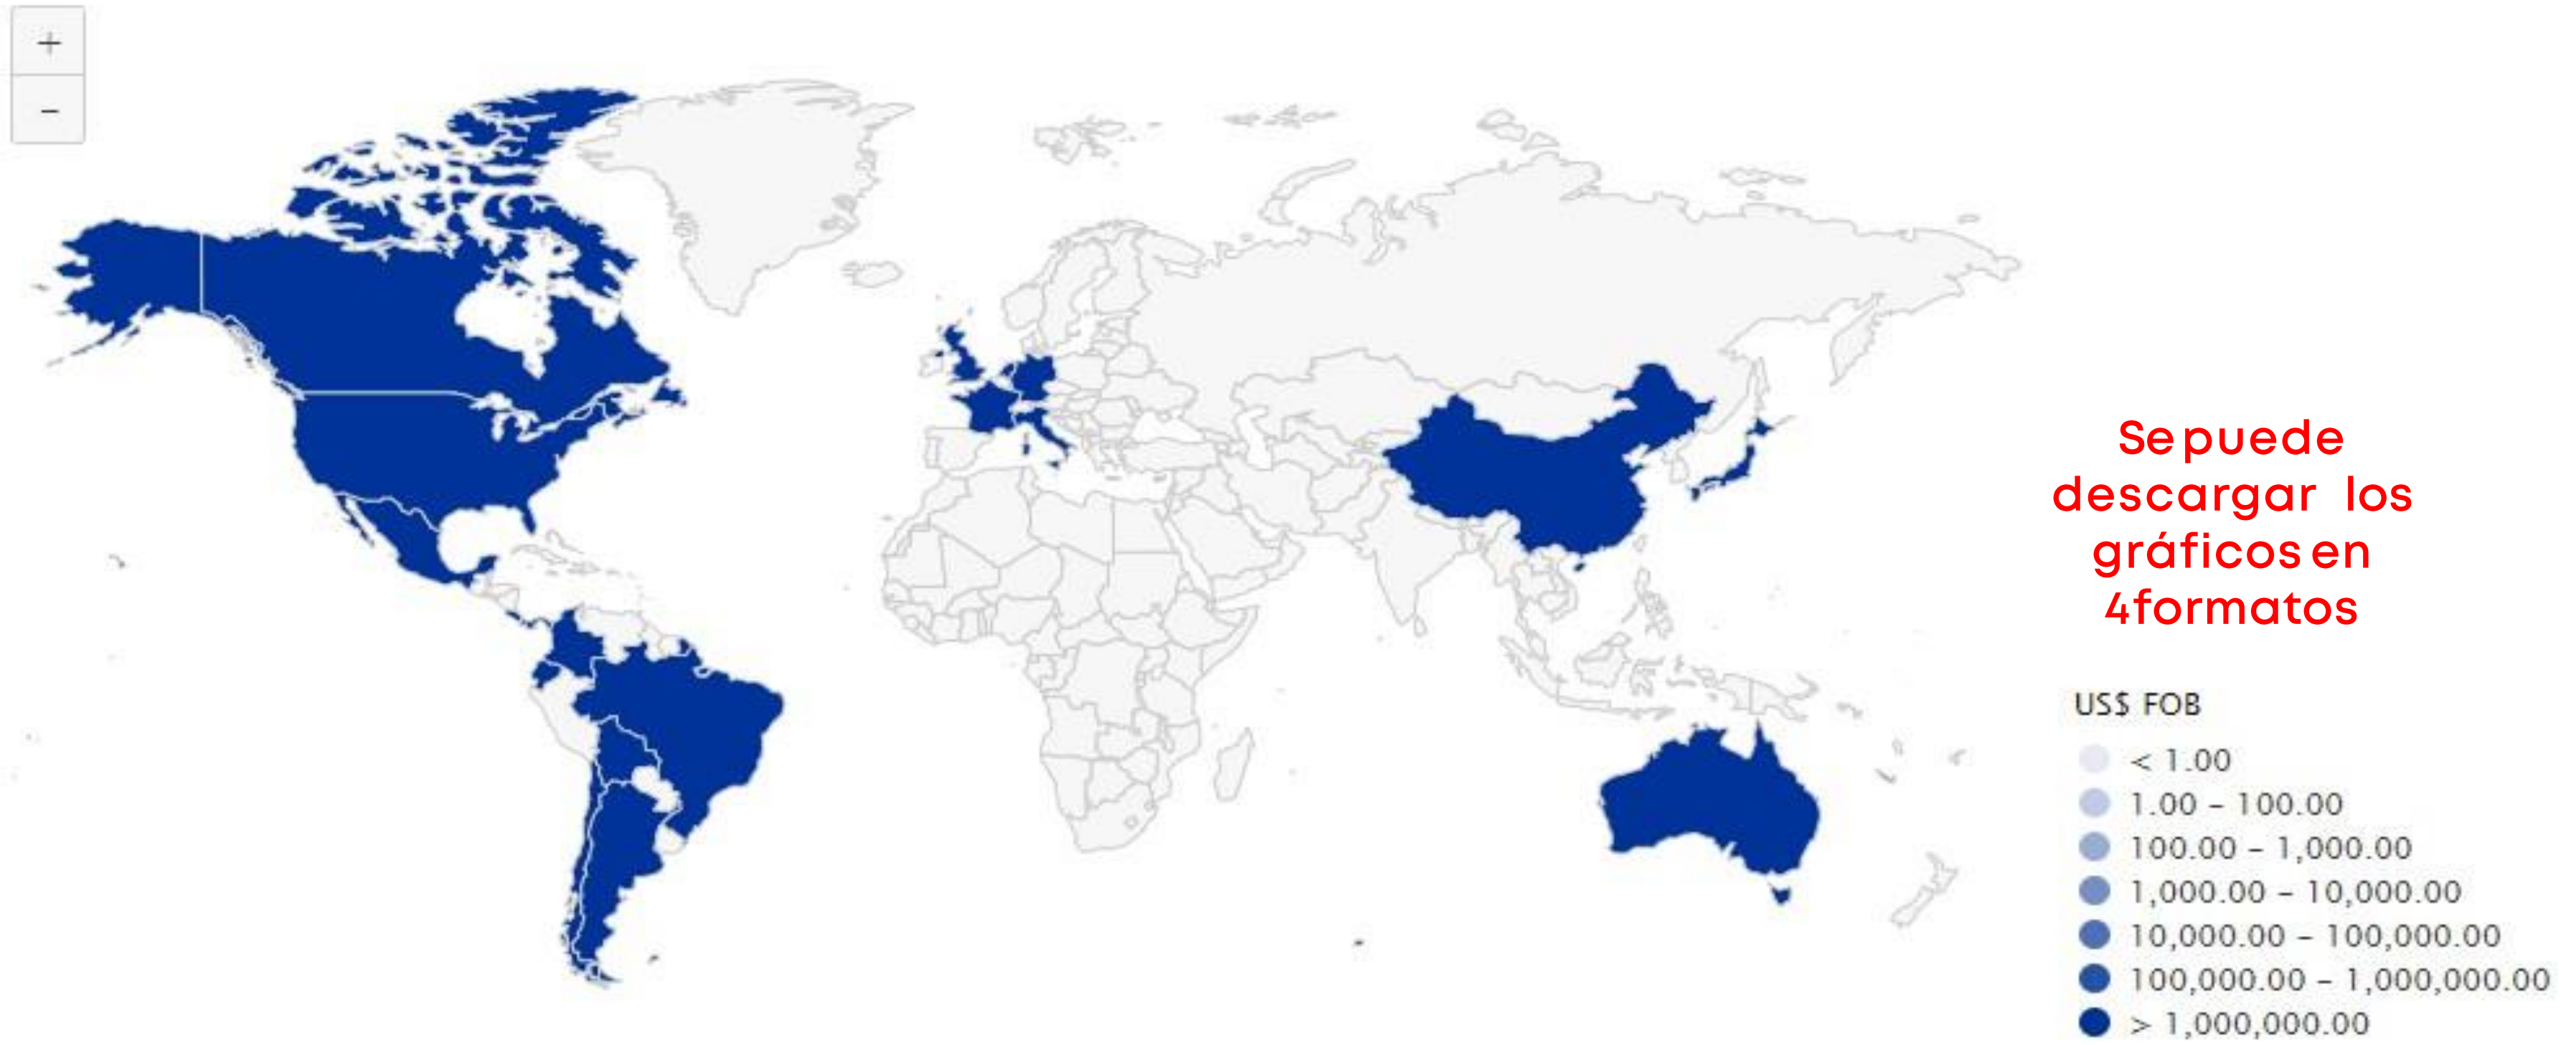 +
−
Se puede
descargar los
gráficos en
4formatos
US$ FOB
< 1.00
1.00 – 100.00
100.00 – 1,000.00
1,000.00 – 10,000.00
10,000.00 – 100,000.00
100,000.00 – 1,000,000.00
> 1,000,000.00